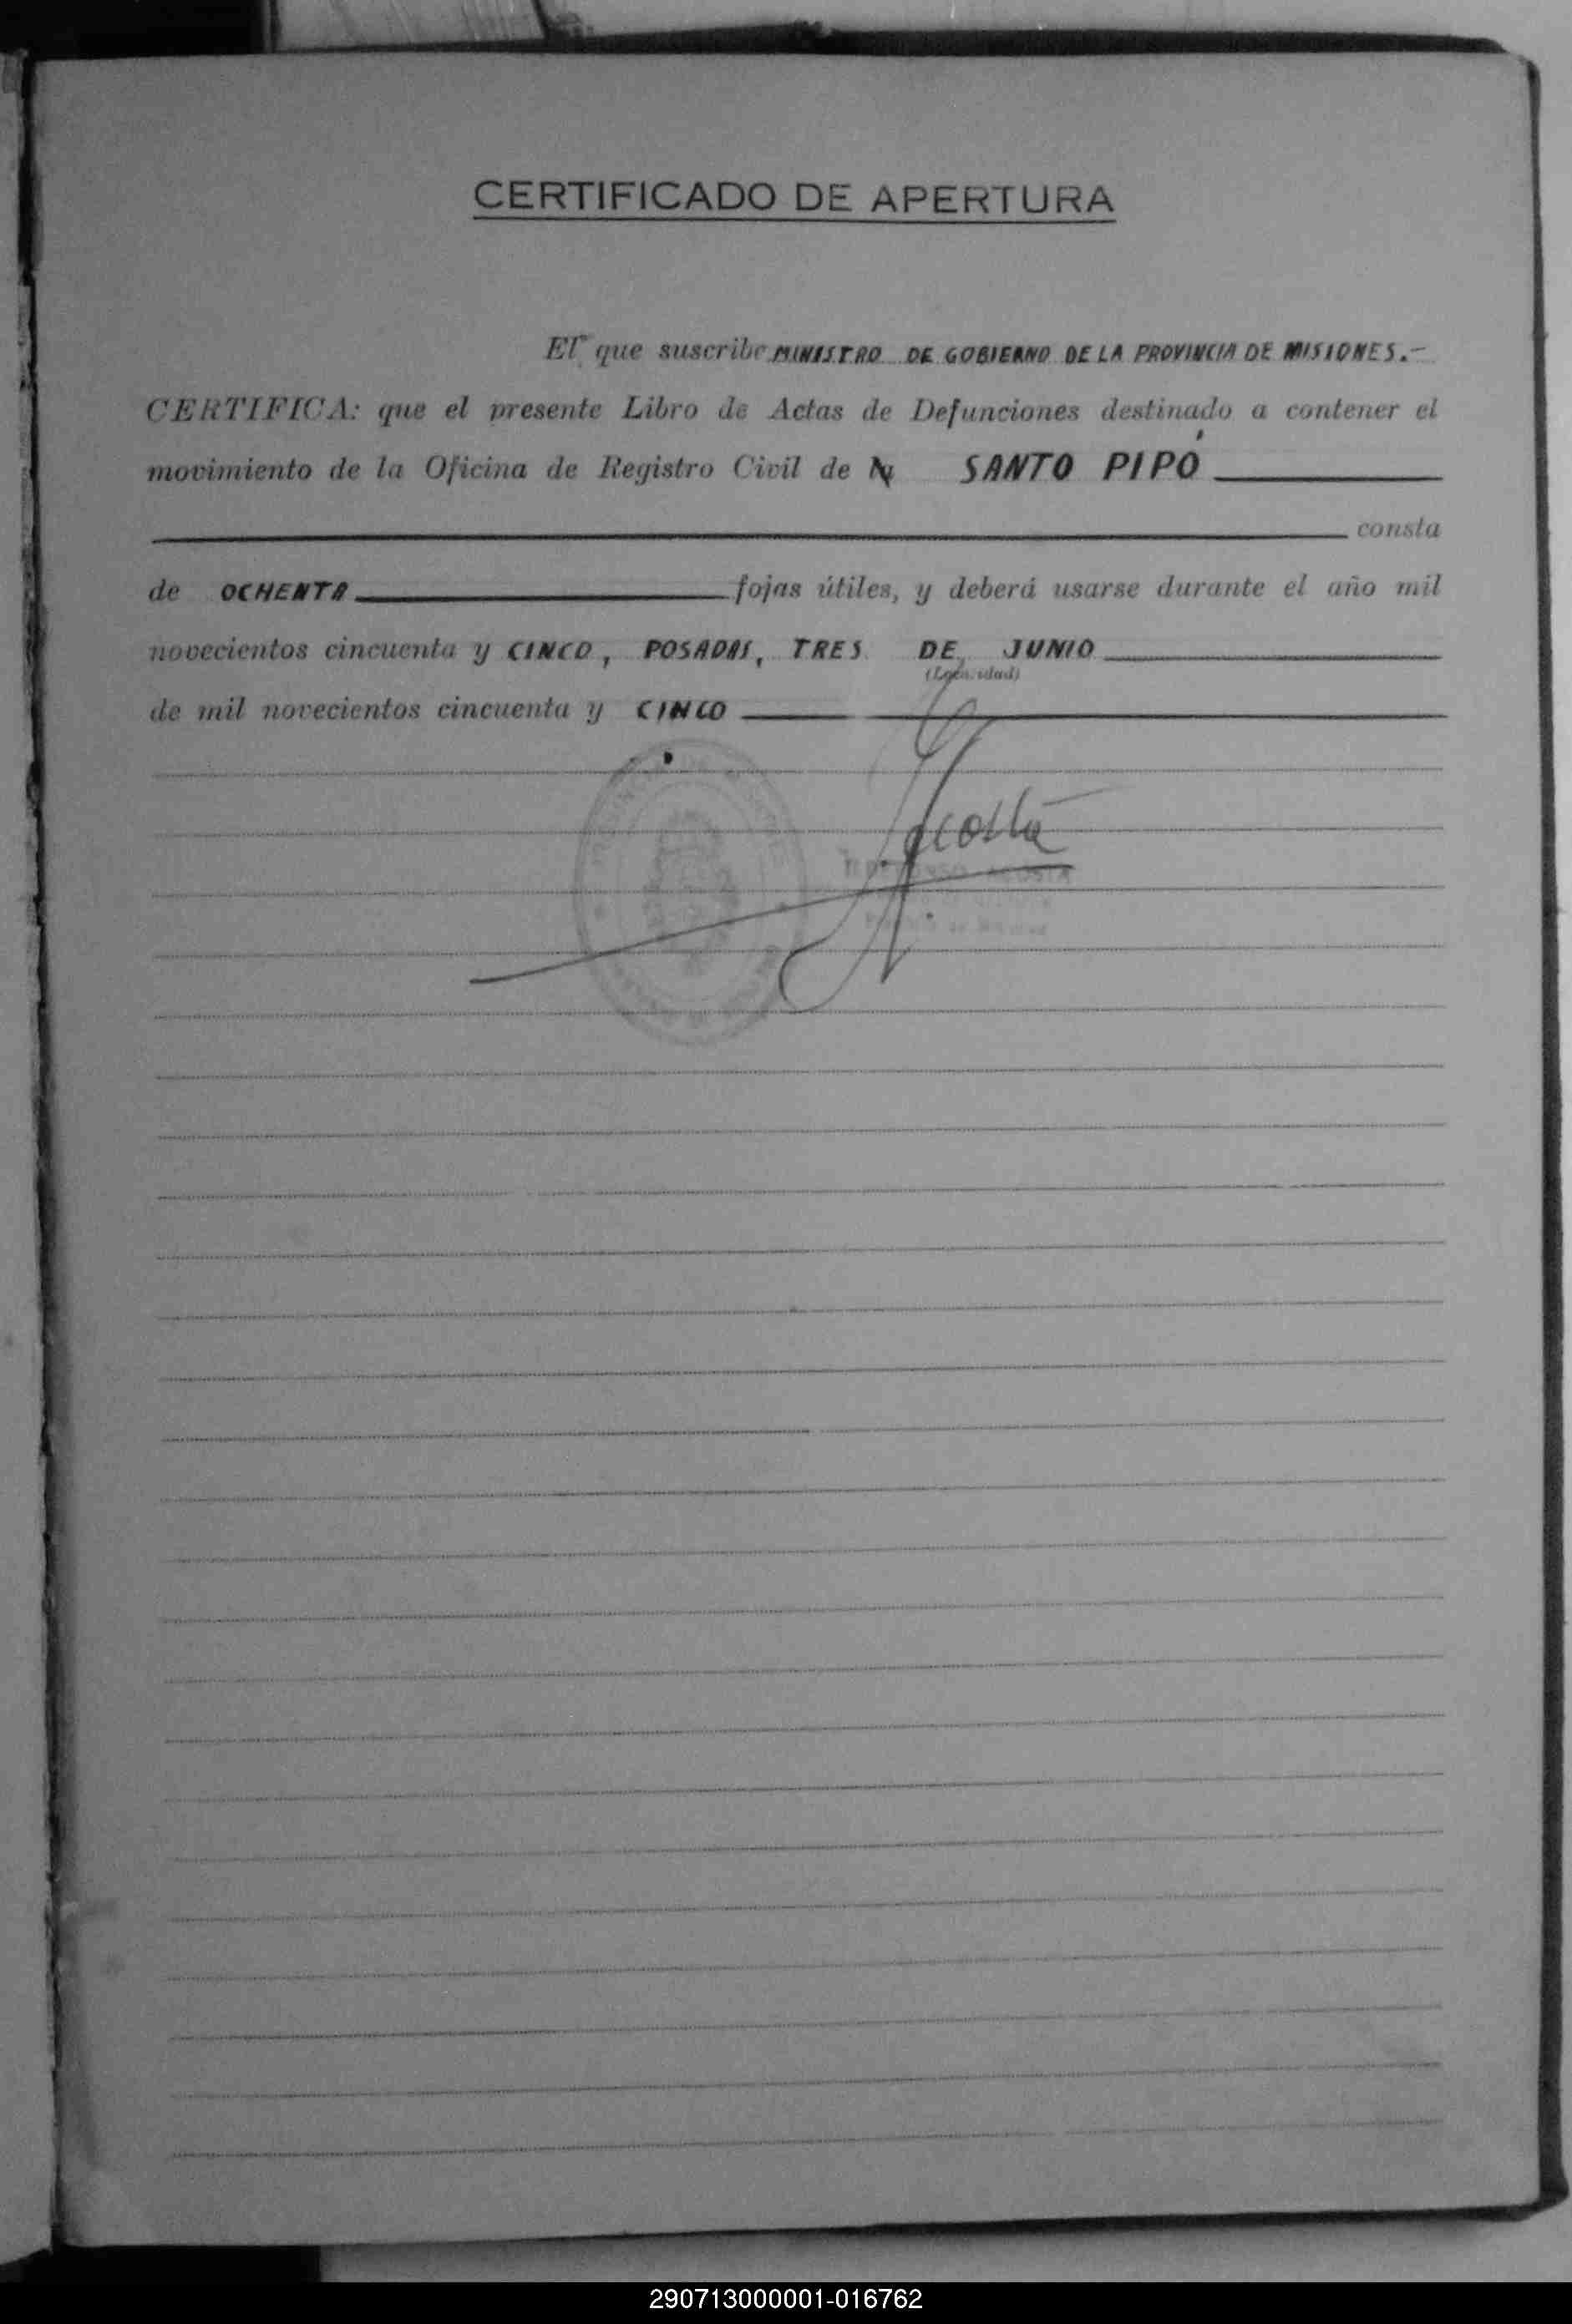 CERTIFICADO DE APERTURA
El que suscribe MINISTRO DE GOBIERNO DE LA PROVINCIA DE MISIONES.-
CERTIFICA: que el presente Libro de Actas de Defunciones destinado a contener el
movimiento de la Oficina de Registro Civil de SANTO PIPÓ
consta
de OCHENTA fojas útiles, y deberá usarse durante el año mil
novecientos cincuenta y CINCO, POSADAS, TRES DE JUNIO
(Localidad)
de mil novecientos cincuenta y CINCO
Acosta
ACOSTA
290713000001-016762